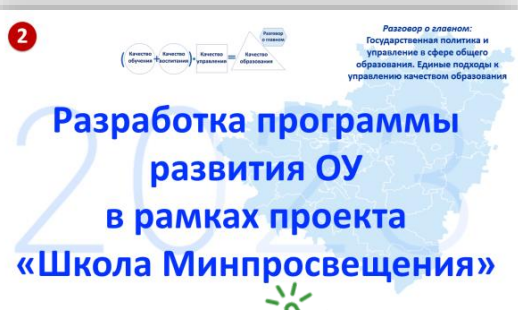 2
Разговор
о главном
( Качество обучения + Качество воспитания ) · Качество управления = Качество образования
Разговор о главном:
Государственная политика и
управление в сфере общего
образования. Единые подходы к
управлению качеством образования
2023
Разработка программы
развития ОУ
в рамках проекта
«Школа Минпросвещения»